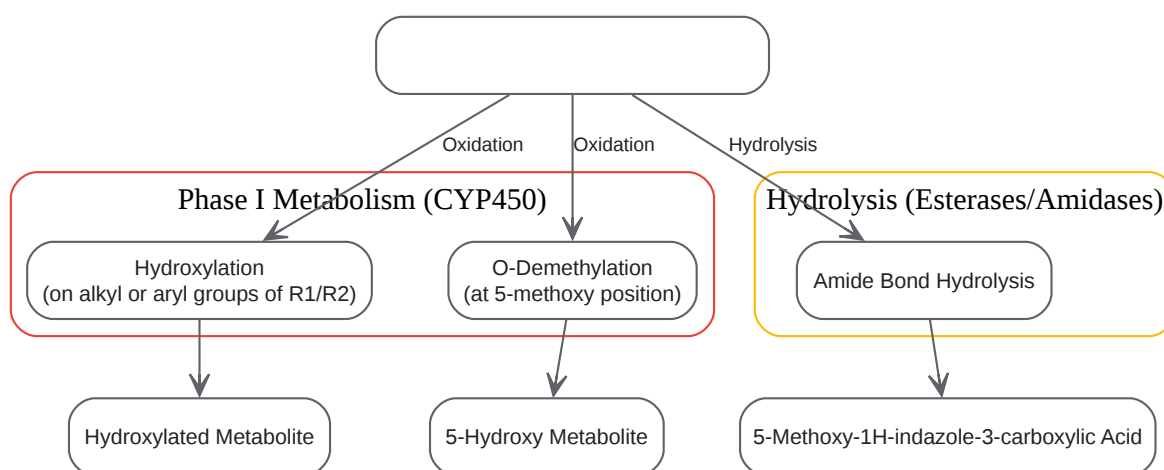 Oxidation
Oxidation
Hydrolysis
Phase I Metabolism (CYP450)
Hydrolysis (Esterases/Amidases)
Hydroxylation
(on alkyl or aryl groups of R1/R2)
O-Demethylation
(at 5-methoxy position)
Amide Bond Hydrolysis
Hydroxylated Metabolite
5-Hydroxy Metabolite
5-Methoxy-1H-indazole-3-carboxylic Acid